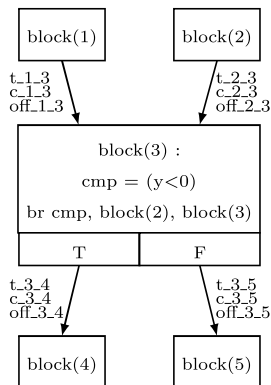 block(1)
block(2)
t_1_3
c_1_3
off_1_3
t_2_3
c_2_3
off_2_3
block(3) :
cmp = (y<0)
br cmp, block(2), block(3)
T
F
t_3_4
c_3_4
off_3_4
t_3_5
c_3_5
off_3_5
block(4)
block(5)